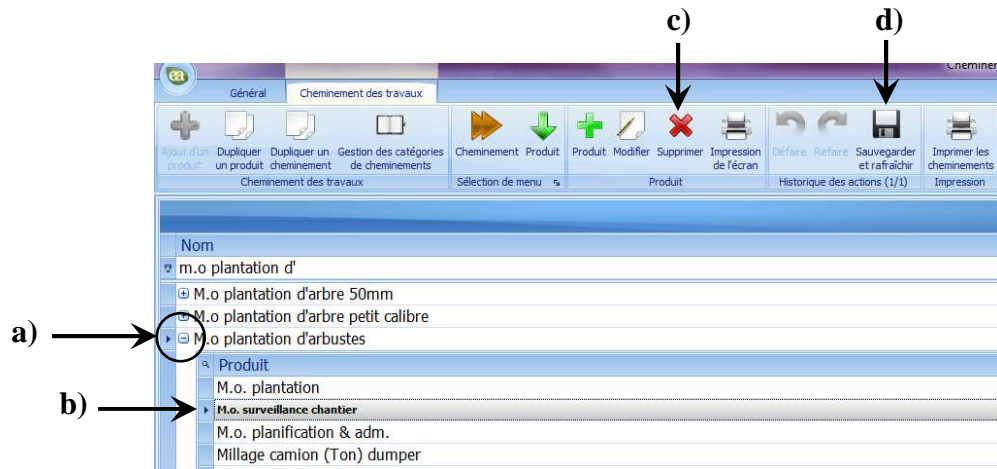 c) d)
Cheminer
ea
Général Cheminement des travaux
Ajout d'un produit
Dupliquer un produit
Dupliquer un cheminement
Gestion des catégories de cheminements
Cheminement
Produit
Produit
Modifier
Supprimer
Impression de l'écran
Défaire
Refaire
Sauvegarder et rafraîchir
Imprimer les cheminements
Cheminement des travaux
Sélection de menu
Produit
Historique des actions (1/1)
Impression
Nom
m.o plantation d'
M.o plantation d'arbre 50mm
M.o plantation d'arbre petit calibre
a) M.o plantation d'arbustes
Produit
M.o. plantation
b) M.o. surveillance chantier
M.o. planification & adm.
Millage camion (Ton) dumper